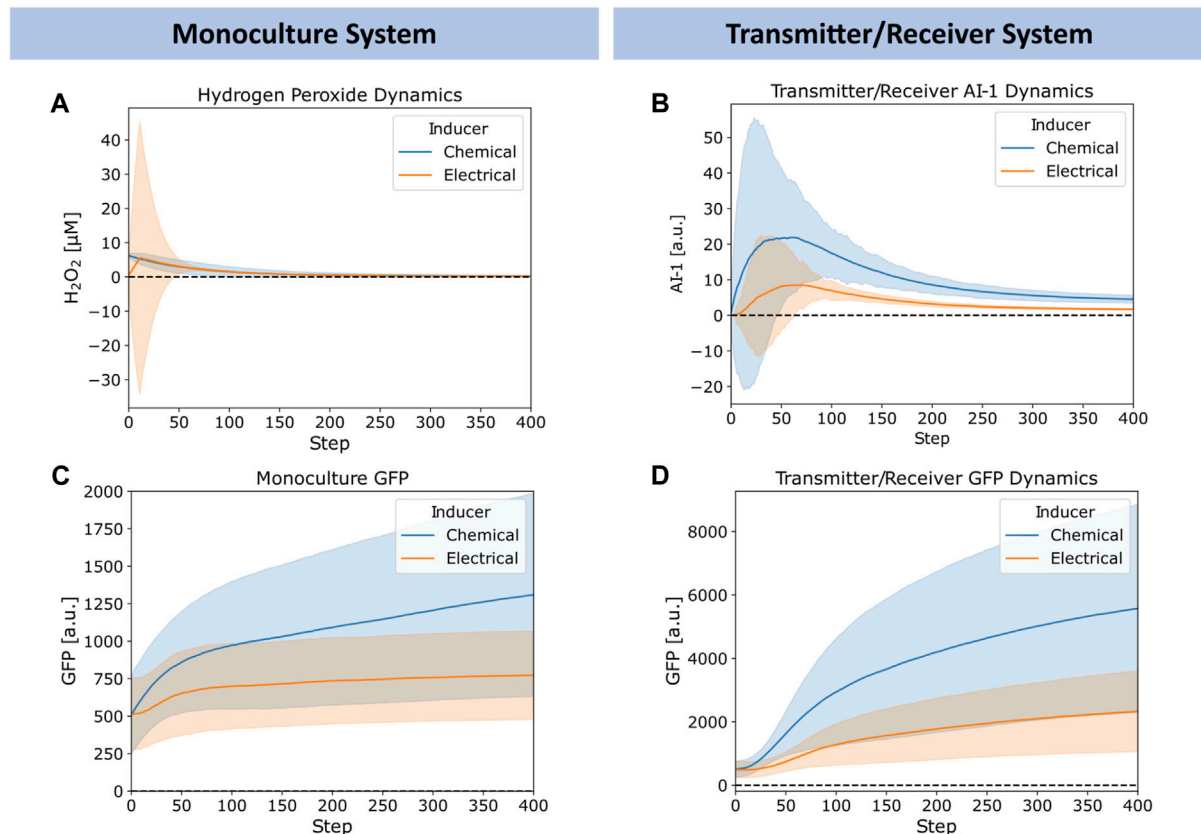 Monoculture System
Transmitter/Receiver System
A
Hydrogen Peroxide Dynamics
Inducer
Chemical
Electrical
H₂O₂ [µM]
40
30
20
10
0
−10
−20
−30
0 50 100 150 200 250 300 350 400
Step
B
Transmitter/Receiver AI-1 Dynamics
Inducer
Chemical
Electrical
AI-1 [a.u.]
50
40
30
20
10
0
−10
−20
0 50 100 150 200 250 300 350 400
Step
C
Monoculture GFP
Inducer
Chemical
Electrical
GFP [a.u.]
2000
1750
1500
1250
1000
750
500
250
0
0 50 100 150 200 250 300 350 400
Step
D
Transmitter/Receiver GFP Dynamics
Inducer
Chemical
Electrical
GFP [a.u.]
8000
6000
4000
2000
0
0 50 100 150 200 250 300 350 400
Step